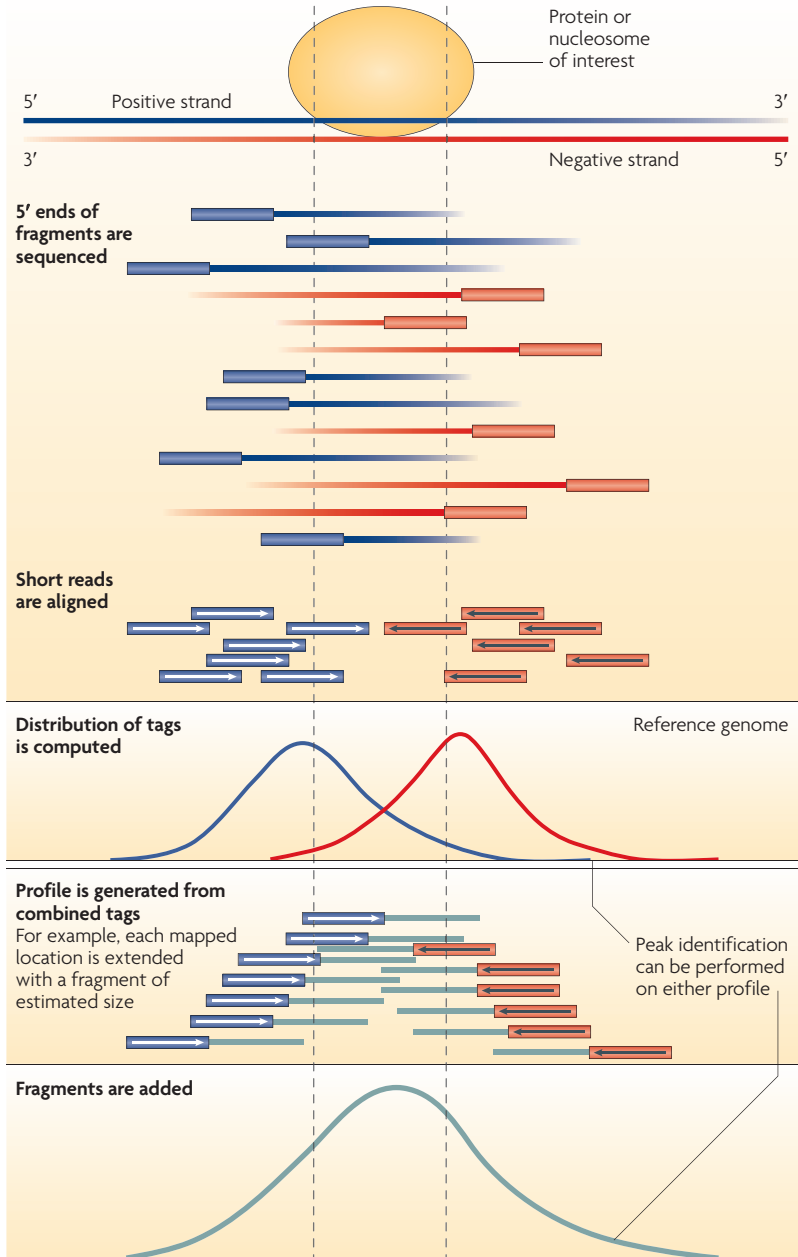 Protein or
nucleosome
of interest
5′
Positive strand
3′
3′
Negative strand
5′
5′ ends of
fragments are
sequenced
Short reads
are aligned
Distribution of tags
is computed
Reference genome
Profile is generated from
combined tags
For example, each mapped
location is extended
with a fragment of
estimated size
Peak identification
can be performed
on either profile
Fragments are added